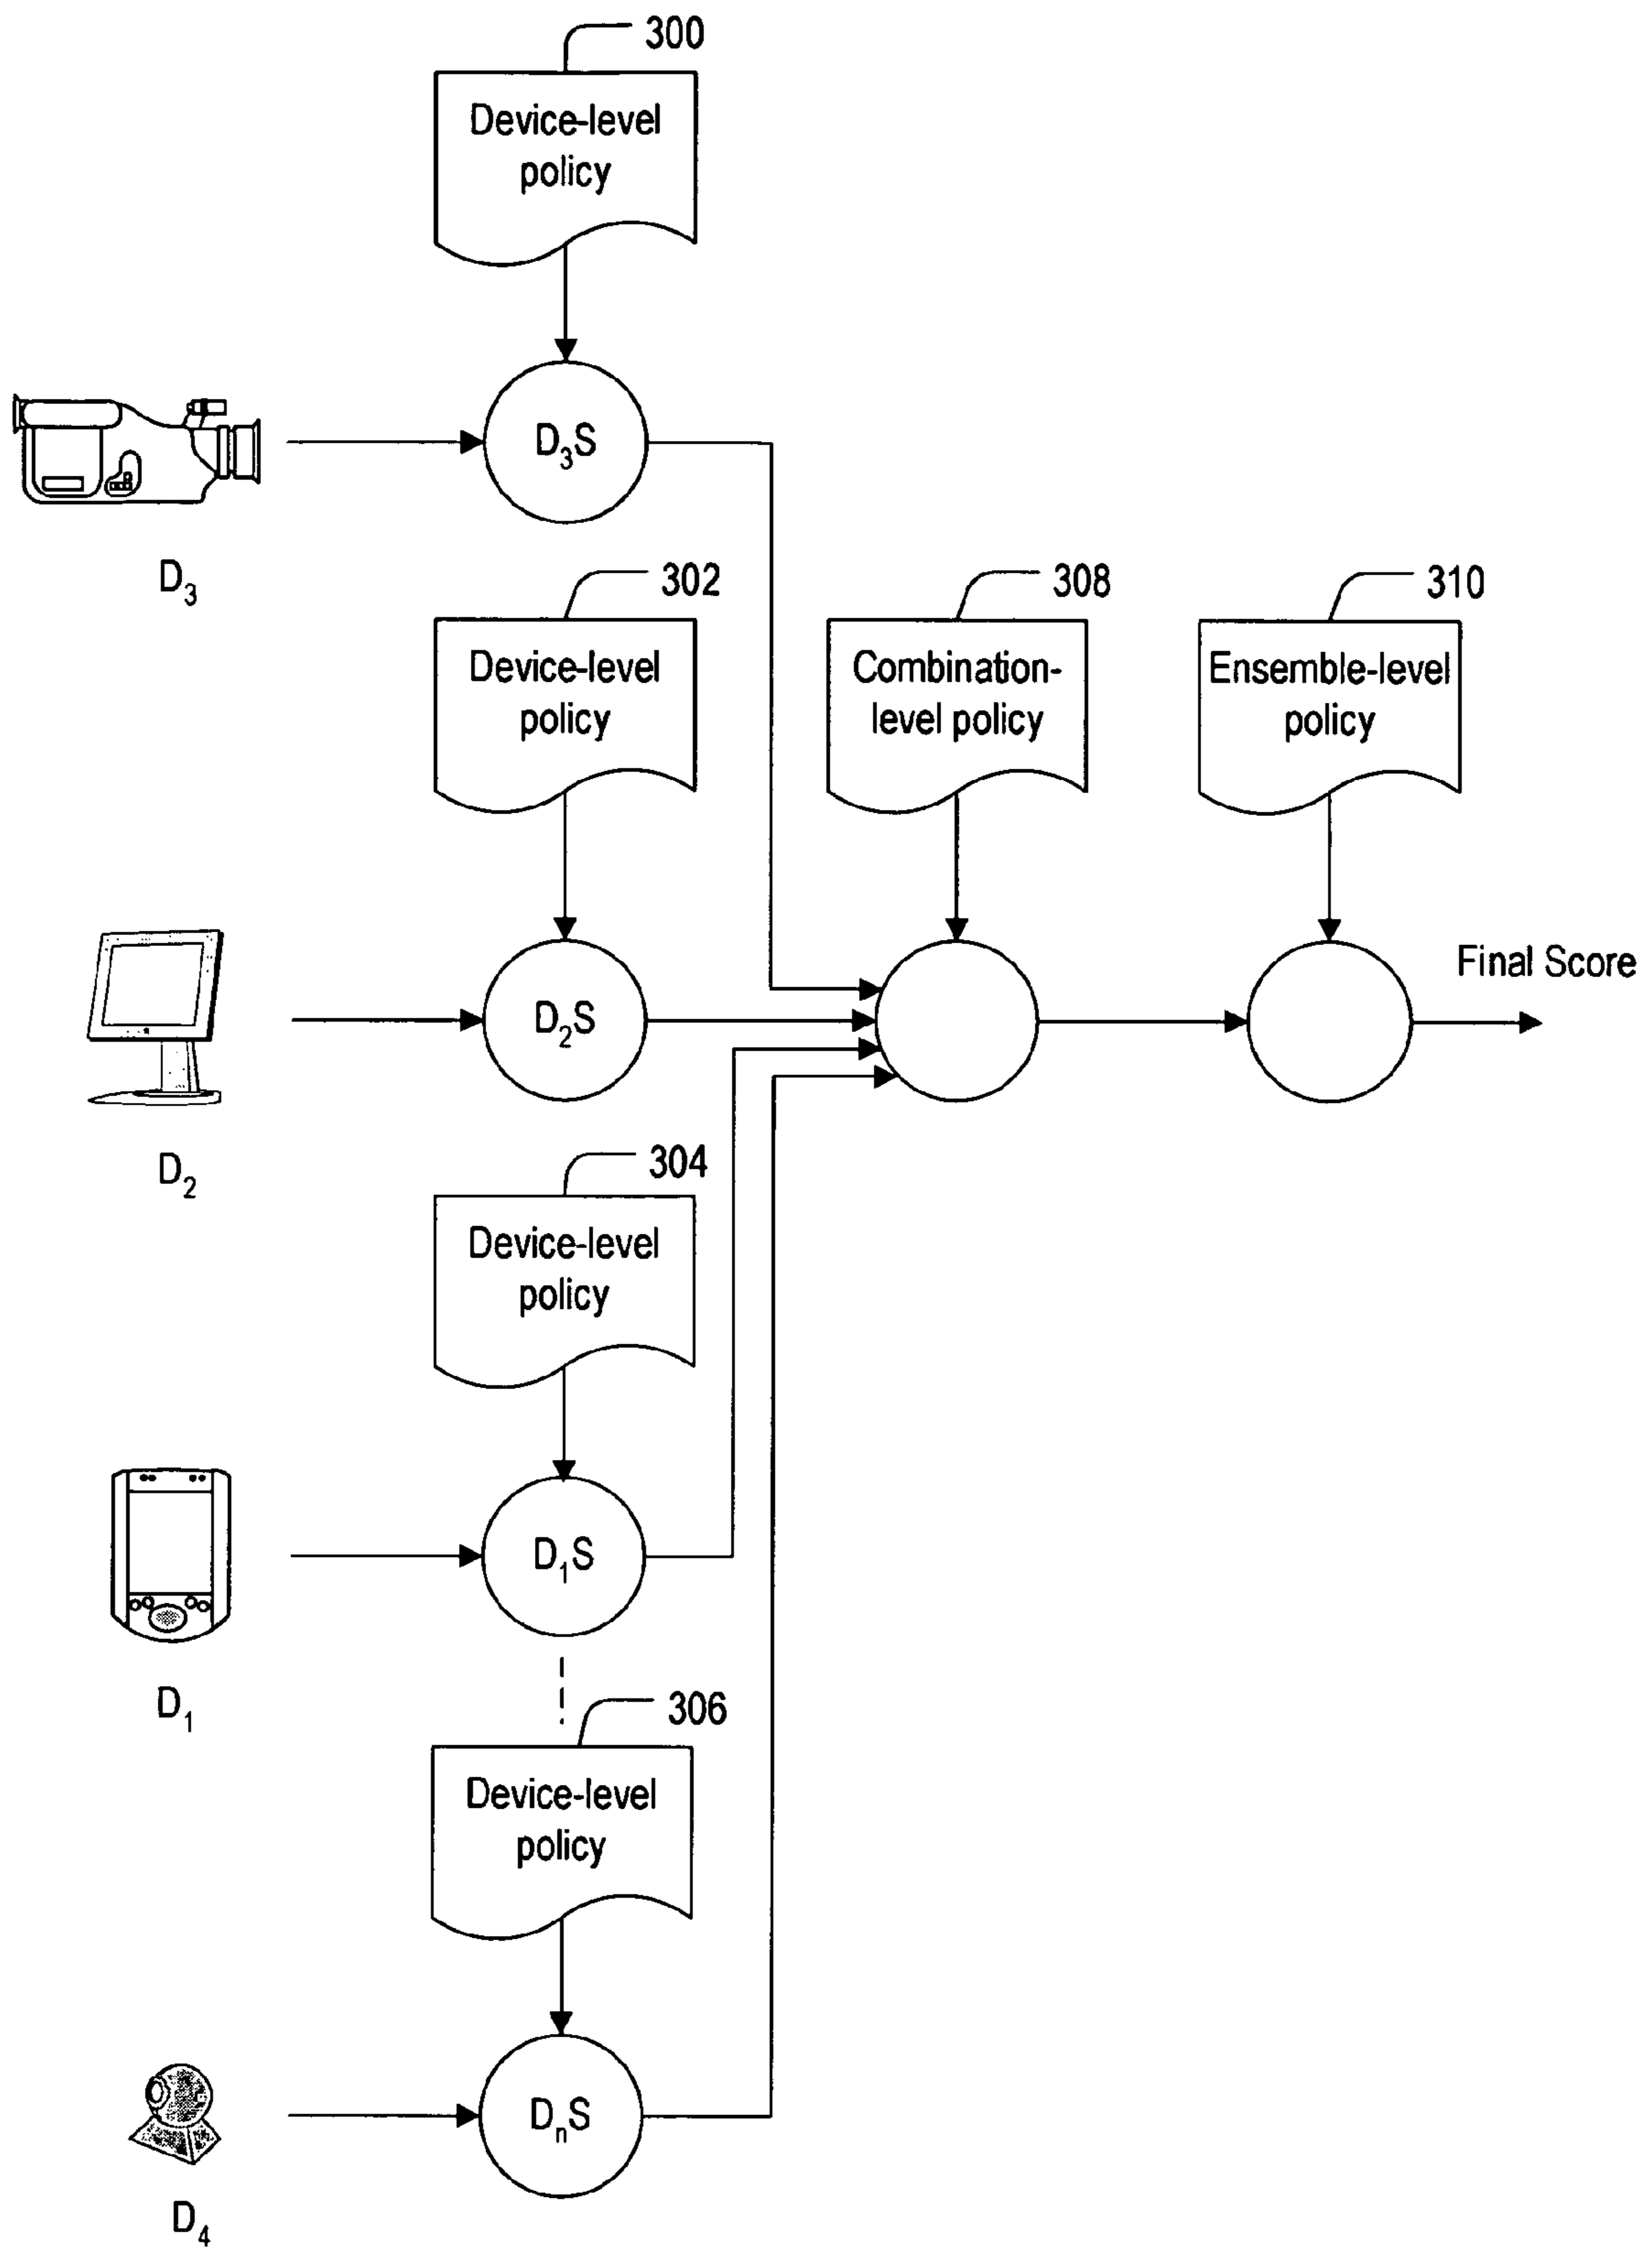 300
Device-level
policy
D₃S
D₃
302
308
310
Device-level
policy
Combination-
level policy
Ensemble-level
policy
Final Score
D₂S
D₂
304
Device-level
policy
D₁S
D₁
306
Device-level
policy
DₙS
D₄